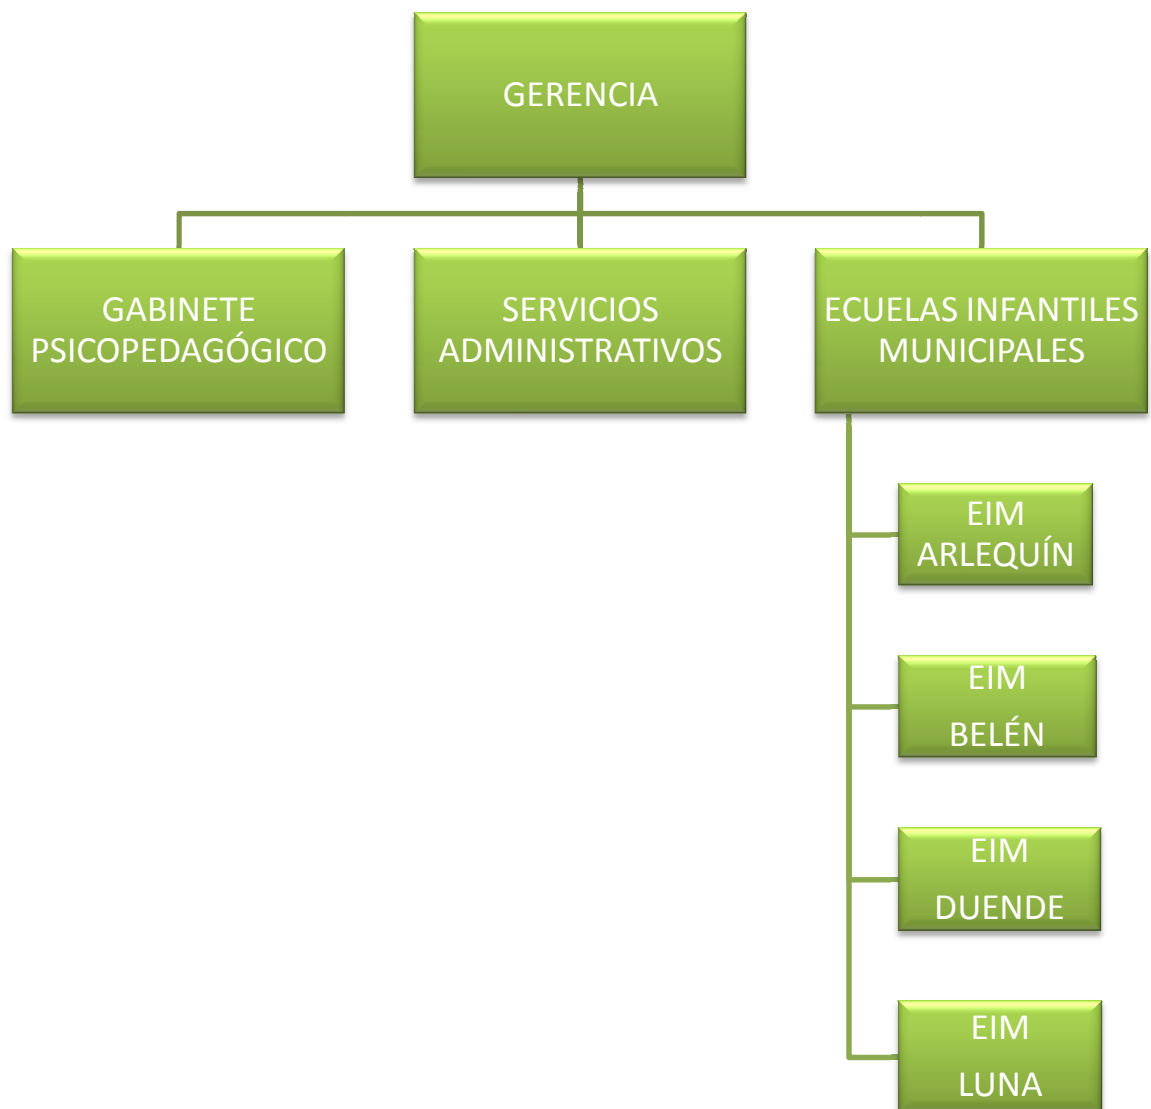 GERENCIA
GABINETE
PSICOPEDAGÓGICO
SERVICIOS
ADMINISTRATIVOS
ECUELAS INFANTILES
MUNICIPALES
EIM
ARLEQUÍN
EIM
BELÉN
EIM
DUENDE
EIM
LUNA